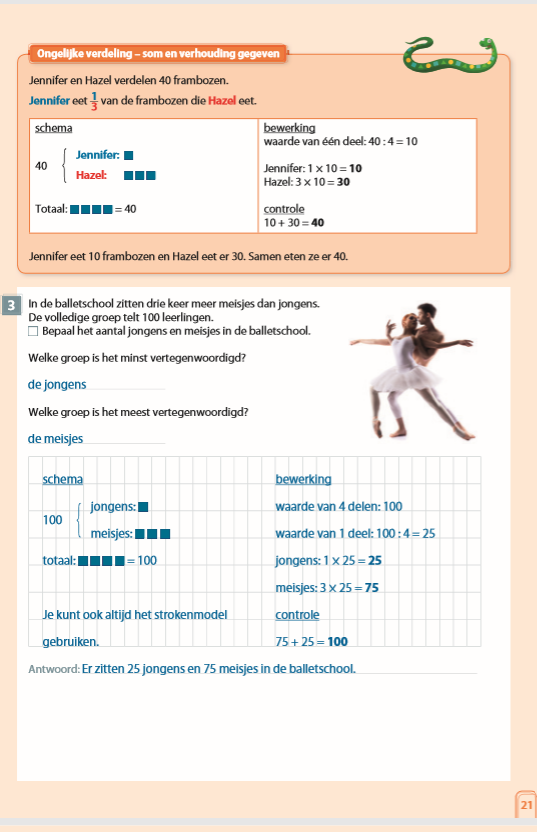 Ongelijke verdeling – som en verhouding gegeven
Jennifer en Hazel verdelen 40 frambozen.
Jennifer eet 1/3 van de frambozen die Hazel eet.
schema
40
Jennifer:
Hazel:
Totaal: = 40
bewerking
waarde van één deel: 40 : 4 = 10
Jennifer: 1 × 10 = 10
Hazel: 3 × 10 = 30
controle
10 + 30 = 40
Jennifer eet 10 frambozen en Hazel eet er 30. Samen eten ze er 40.
3
In de balletschool zitten drie keer meer meisjes dan jongens.
De volledige groep telt 100 leerlingen.
Bepaal het aantal jongens en meisjes in de balletschool.
Welke groep is het minst vertegenwoordigd?
de jongens
Welke groep is het meest vertegenwoordigd?
de meisjes
schema
100
jongens:
meisjes:
totaal: = 100
Je kunt ook altijd het strokenmodel
gebruiken.
bewerking
waarde van 4 delen: 100
waarde van 1 deel: 100 : 4 = 25
jongens: 1 × 25 = 25
meisjes: 3 × 25 = 75
controle
75 + 25 = 100
Antwoord: Er zitten 25 jongens en 75 meisjes in de balletschool.
21